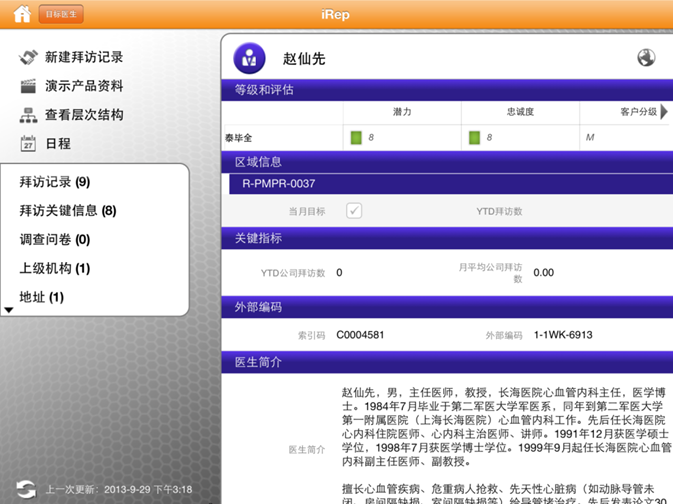 目标医生
iRep
新建拜访记录
演示产品资料
查看层次结构
27
日程
拜访记录 (9)
拜访关键信息 (8)
调查问卷 (0)
上级机构 (1)
地址 (1)
上一次更新：2013-9-29 下午3:18
赵仙先
等级和评估
潜力 忠诚度 客户分级
泰毕全 8 8 M
区域信息
R-PMPR-0037
当月目标 YTD拜访数
关键指标
YTD公司拜访数 0 月平均公司拜访
数 0.00
外部编码
索引码 C0004581 外部编码 1-1WK-6913
医生简介
医生简介
赵仙先，男，主任医师，教授，长海医院心血管内科主任，医学博
士。1984年7月毕业于第二军医大学军医系，同年到第二军医大学
第一附属医院（上海长海医院）心血管内科工作。先后任长海医院
心内科住院医师、心内科主治医师、讲师。1991年12月获医学硕士
学位，1998年7月获医学博士学位。1999年9月起任长海医院心血管
内科副主任医师、副教授。
擅长心血管疾病、危重病人抢救、先天性心脏病（如动脉导管未
闭、房间隔缺损、室间隔缺损等）经导管堵治疗。先后发表论文30